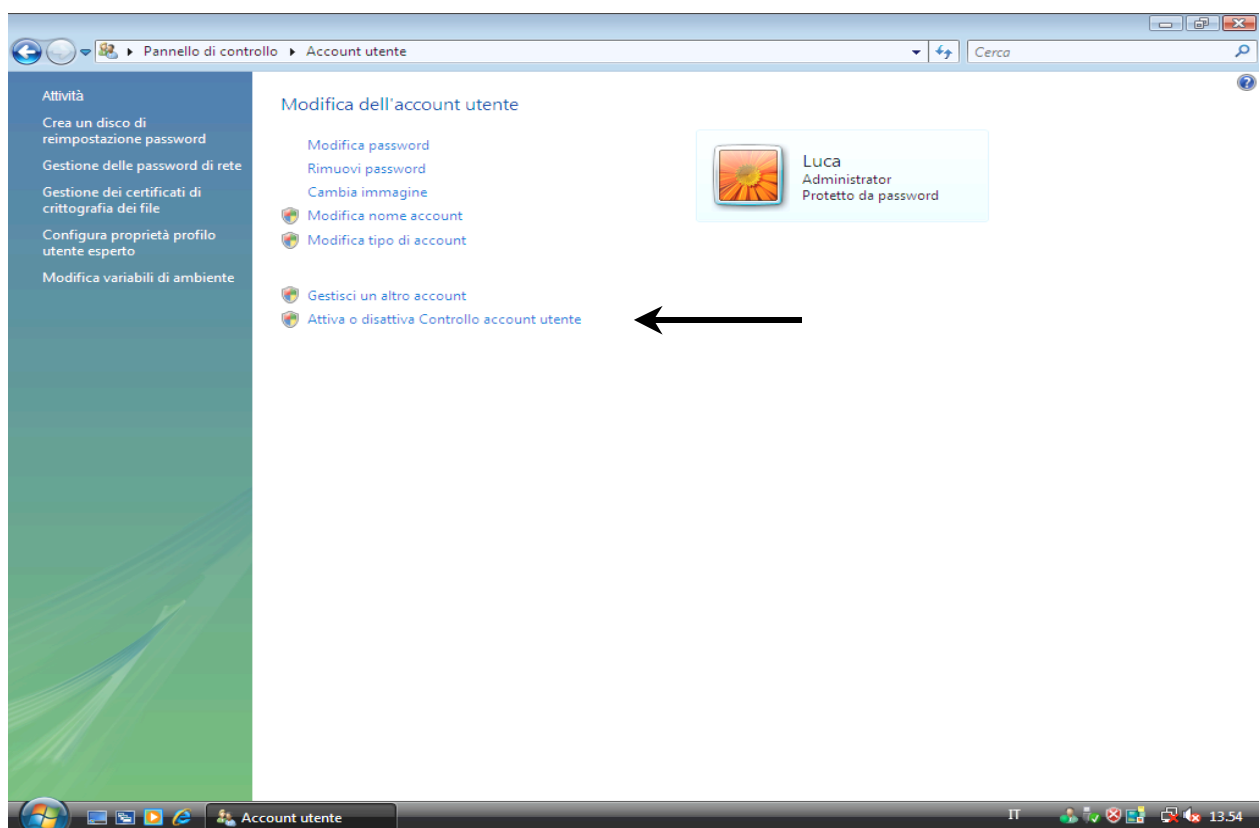 Pannello di controllo
Account utente
Cerca
Attività
Crea un disco di
reimpostazione password
Gestione delle password di rete
Gestione dei certificati di
crittografia dei file
Configura proprietà profilo
utente esperto
Modifica variabili di ambiente
Modifica dell'account utente
Modifica password
Rimuovi password
Cambia immagine
Modifica nome account
Modifica tipo di account
Gestisci un altro account
Attiva o disattiva Controllo account utente
Luca
Administrator
Protetto da password
Account utente
IT
13.54